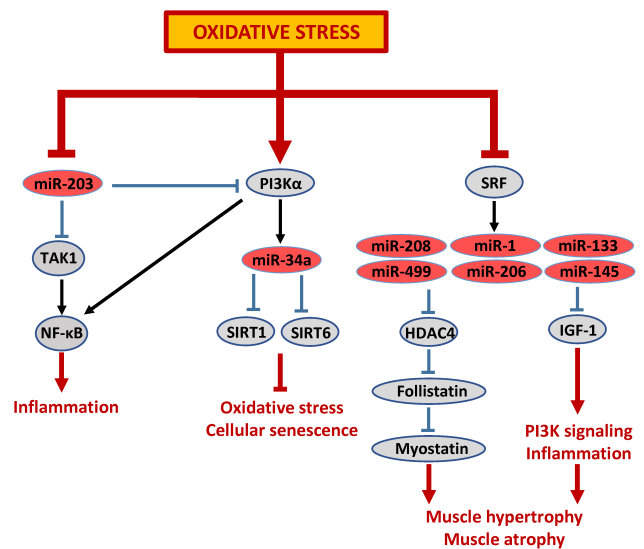 OXIDATIVE STRESS
miR-203
PI3Kα
SRF
TAK1
miR-34a
miR-208
miR-1
miR-133
miR-499
miR-206
miR-145
NF-κB
SIRT1
SIRT6
HDAC4
IGF-1
Inflammation
Oxidative stress
Cellular senescence
Follistatin
Myostatin
PI3K signaling
Inflammation
Muscle hypertrophy
Muscle atrophy